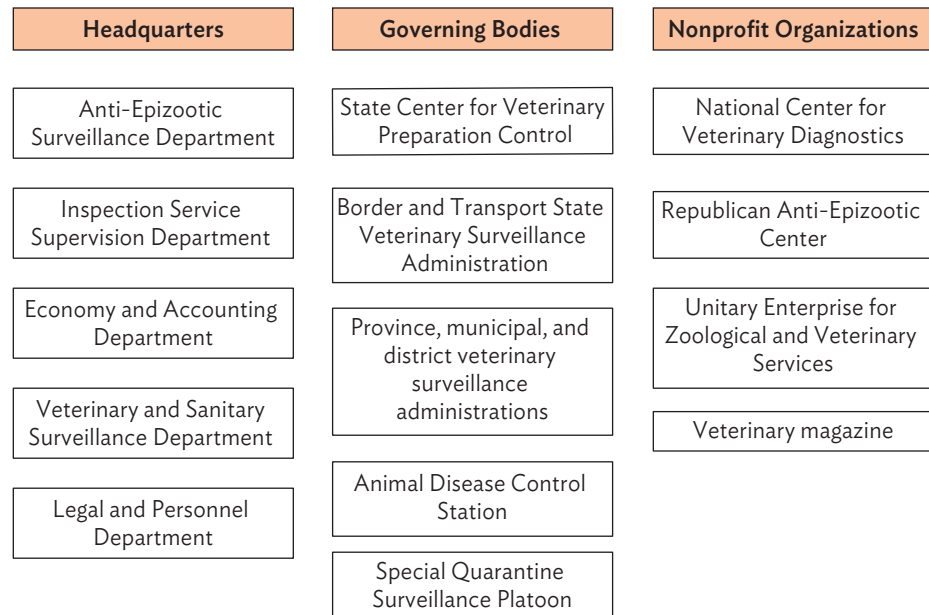 Headquarters
Anti-Epizootic
Surveillance Department
Inspection Service
Supervision Department
Economy and Accounting
Department
Veterinary and Sanitary
Surveillance Department
Legal and Personnel
Department
Governing Bodies
State Center for Veterinary
Preparation Control
Border and Transport State
Veterinary Surveillance
Administration
Province, municipal, and
district veterinary
surveillance
administrations
Animal Disease Control
Station
Special Quarantine
Surveillance Platoon
Nonprofit Organizations
National Center for
Veterinary Diagnostics
Republican Anti-Epizootic
Center
Unitary Enterprise for
Zoological and Veterinary
Services
Veterinary magazine